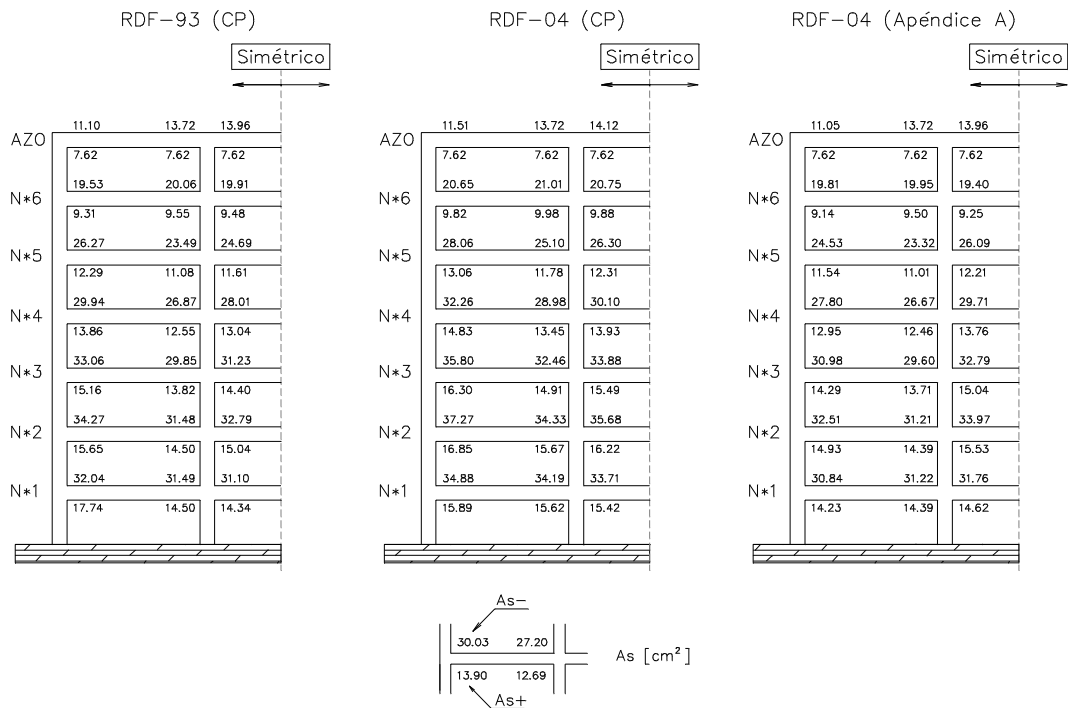 RDF-93 (CP) RDF-04 (CP) RDF-04 (Apéndice A)
Simétrico Simétrico Simétrico
11.10 13.72 13.96 11.51 13.72 14.12 11.05 13.72 13.96
AZO AZO AZO
7.62 7.62 7.62 7.62 7.62 7.62 7.62 7.62 7.62
19.53 20.06 19.91 20.65 21.01 20.75 19.81 19.95 19.40
N*6 N*6 N*6
9.31 9.55 9.48 9.82 9.98 9.88 9.14 9.50 9.25
26.27 23.49 24.69 28.06 25.10 26.30 24.53 23.32 26.09
N*5 N*5 N*5
12.29 11.08 11.61 13.06 11.78 12.31 11.54 11.01 12.21
29.94 26.87 28.01 32.26 28.98 30.10 27.80 26.67 29.71
N*4 N*4 N*4
13.86 12.55 13.04 14.83 13.45 13.93 12.95 12.46 13.76
33.06 29.85 31.23 35.80 32.46 33.88 30.98 29.60 32.79
N*3 N*3 N*3
15.16 13.82 14.40 16.30 14.91 15.49 14.29 13.71 15.04
34.27 31.48 32.79 37.27 34.33 35.68 32.51 31.21 33.97
N*2 N*2 N*2
15.65 14.50 15.04 16.85 15.67 16.22 14.93 14.39 15.53
32.04 31.49 31.10 34.88 34.19 33.71 30.84 31.22 31.76
N*1 N*1 N*1
17.74 14.50 14.34 15.89 15.62 15.42 14.23 14.39 14.62
As-
30.03 27.20
As [cm²]
13.90 12.69
As+